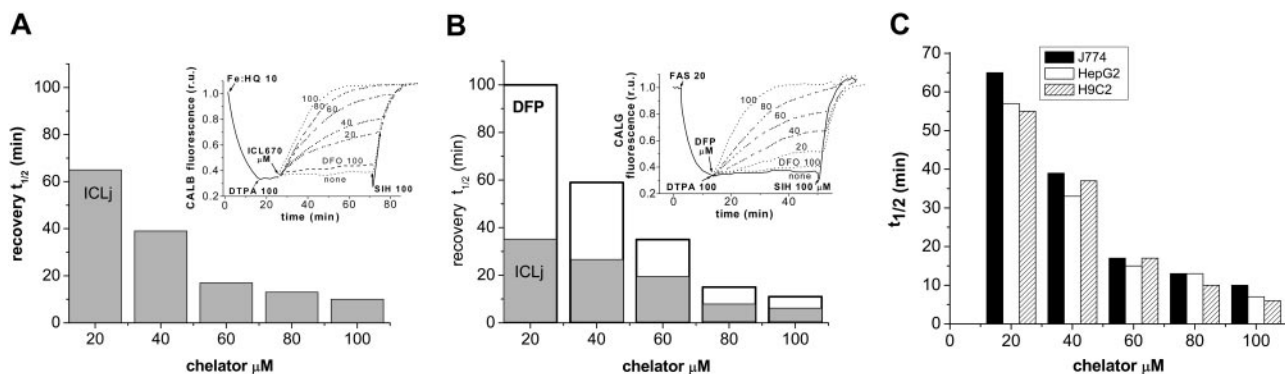 A
recovery t1/2 (min)
100
80
60
40
20
0
ICLj
20 40 60 80 100
chelator µM
CALB fluorescence (r.u.)
1.0
0.8
0.6
0.4
0.2
Fe:HQ 10
100
80
60
40
20
ICL670
µM
DFO 100
none
DTPA 100
SIH 100
0 20 40 60 80
time (min)
B
recovery t1/2 (min)
100
80
60
40
20
0
DFP
ICLj
20 40 60 80 100
chelator µM
CALG
fluorescence (r.u.)
1.0
0.8
0.6
0.4
0.2
FAS 20
100
80
60
40
20
DFP
µM
DFO 100
none
DTPA 100
SIH 100 µM
0 20 40
time (min)
C
t1/2 (min)
70
60
50
40
30
20
10
0
J774
HepG2
H9C2
20 40 60 80 100
chelator µM